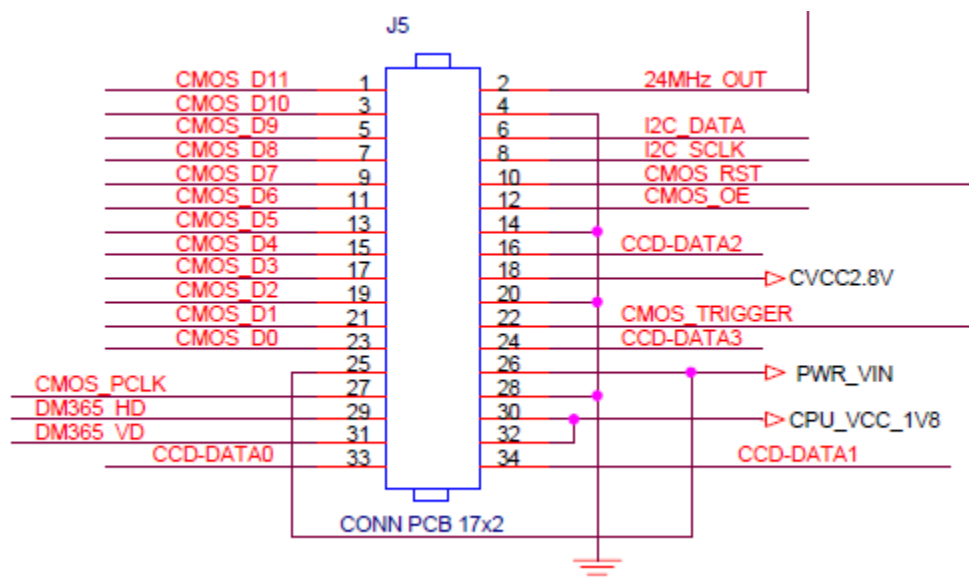 J5
CMOS_D11 1 2 24MHz_OUT
CMOS_D10 3 4
CMOS_D9 5 6 I2C_DATA
CMOS_D8 7 8 I2C_SCLK
CMOS_D7 9 10 CMOS_RST
CMOS_D6 11 12 CMOS_OE
CMOS_D5 13 14
CMOS_D4 15 16 CCD-DATA2
CMOS_D3 17 18 CVCC2.8V
CMOS_D2 19 20
CMOS_D1 21 22 CMOS_TRIGGER
CMOS_D0 23 24 CCD-DATA3
25 26 PWR_VIN
CMOS_PCLK 27 28
DM365_HD 29 30 CPU_VCC_1V8
DM365_VD 31 32
CCD-DATA0 33 34 CCD-DATA1
CONN PCB 17x2